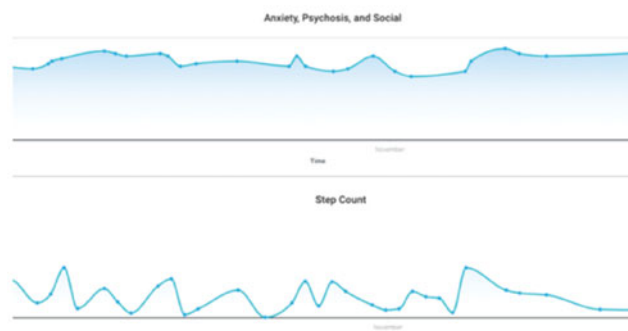 Anxiety, Psychosis, and Social
November
Time
Step Count
November